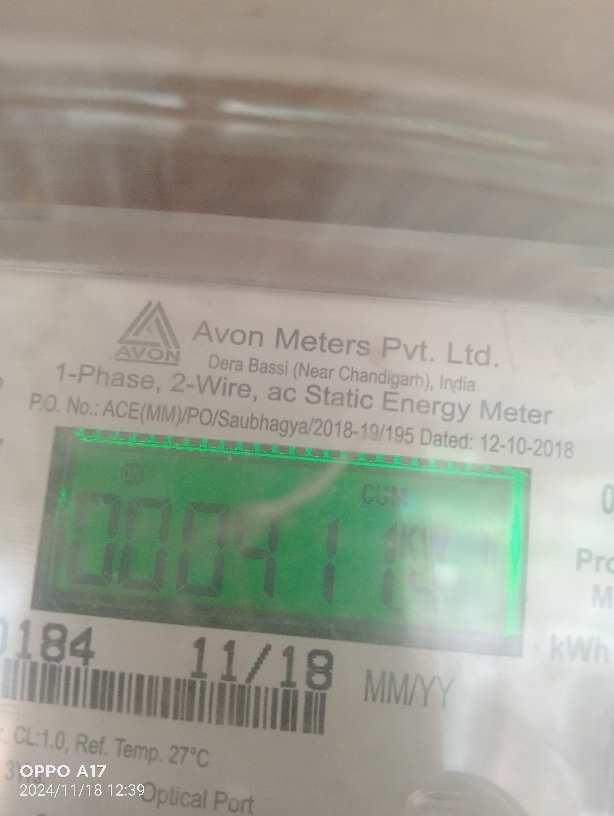 AVON
Avon Meters Pvt. Ltd.
Dera Bassi (Near Chandigarh), India
1-Phase, 2-Wire, ac Static Energy Meter
P.O. No.: ACE(MM)/PO/Saubhagya/2018-19/195 Dated: 12-10-2018
CUM
000411
KW h
kWh
184 11/18
MM/YY
CL:1.0, Ref. Temp. 27°C
Optical Port
OPPO A17
2024/11/18 12:39